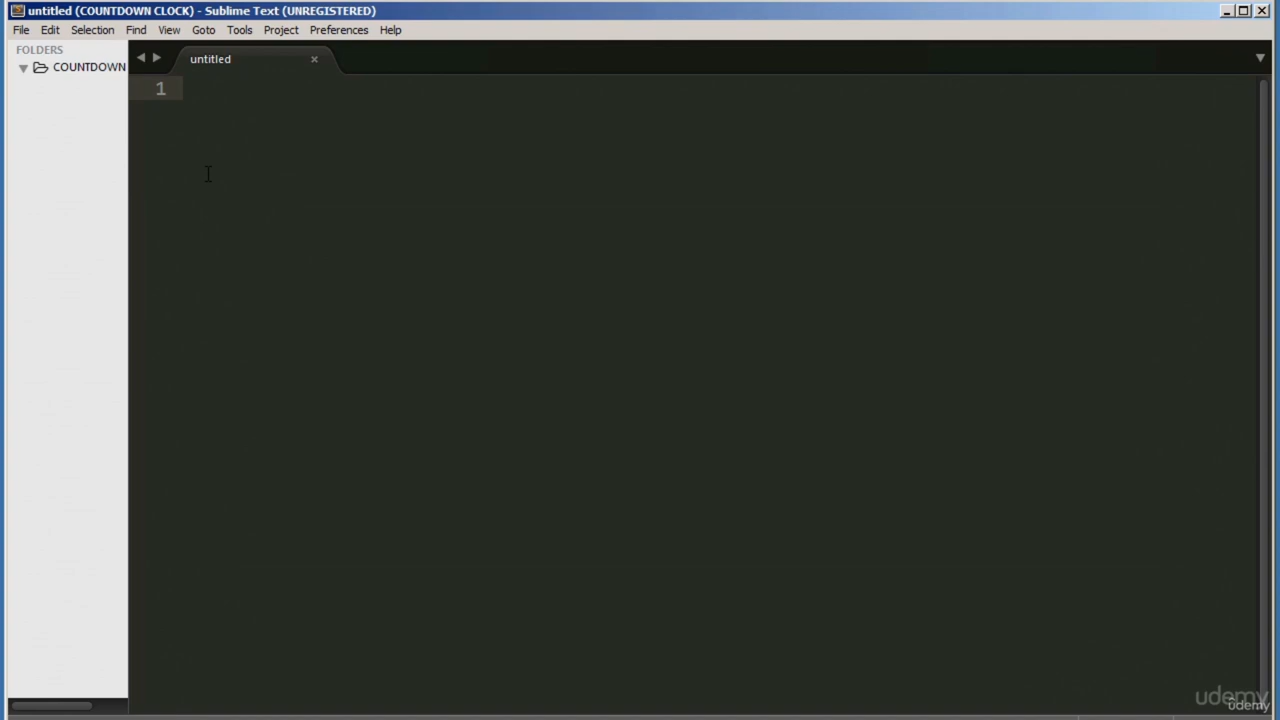 untitled (COUNTDOWN CLOCK) - Sublime Text (UNREGISTERED)
File Edit Selection Find View Goto Tools Project Preferences Help
FOLDERS
COUNTDOWN
untitled
1
udemy
ûdemy